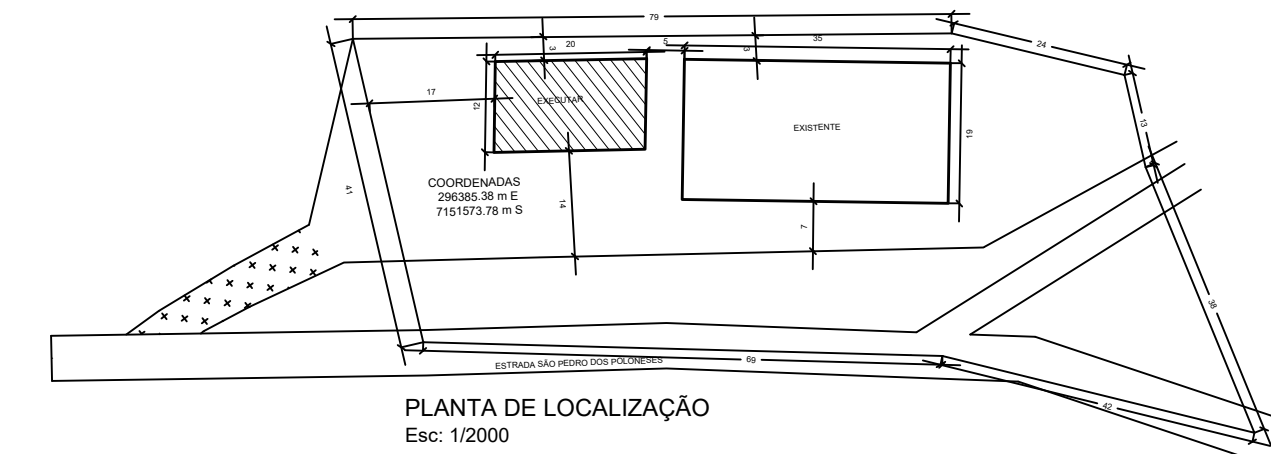 79
24
20
5
35
3
3
17
12
EXECUTAR
EXISTENTE
19
13
41
COORDENADAS
296385.38 m E
7151573.78 m S
14
7
38
ESTRADA SÃO PEDRO DOS POLONESES
69
42
PLANTA DE LOCALIZAÇÃO
Esc: 1/2000